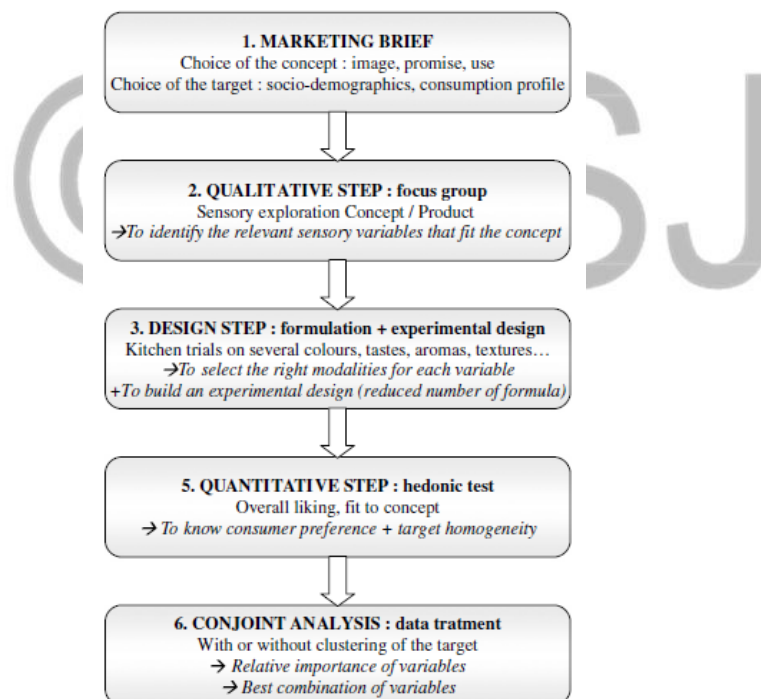 1. MARKETING BRIEF
Choice of the concept : image, promise, use
Choice of the target : socio-demographics, consumption profile
2. QUALITATIVE STEP : focus group
Sensory exploration Concept / Product
→To identify the relevant sensory variables that fit the concept
3. DESIGN STEP : formulation + experimental design
Kitchen trials on several colours, tastes, aromas, textures…
→To select the right modalities for each variable
+To build an experimental design (reduced number of formula)
5. QUANTITATIVE STEP : hedonic test
Overall liking, fit to concept
→ To know consumer preference + target homogeneity
6. CONJOINT ANALYSIS : data tratment
With or without clustering of the target
→ Relative importance of variables
→ Best combination of variables